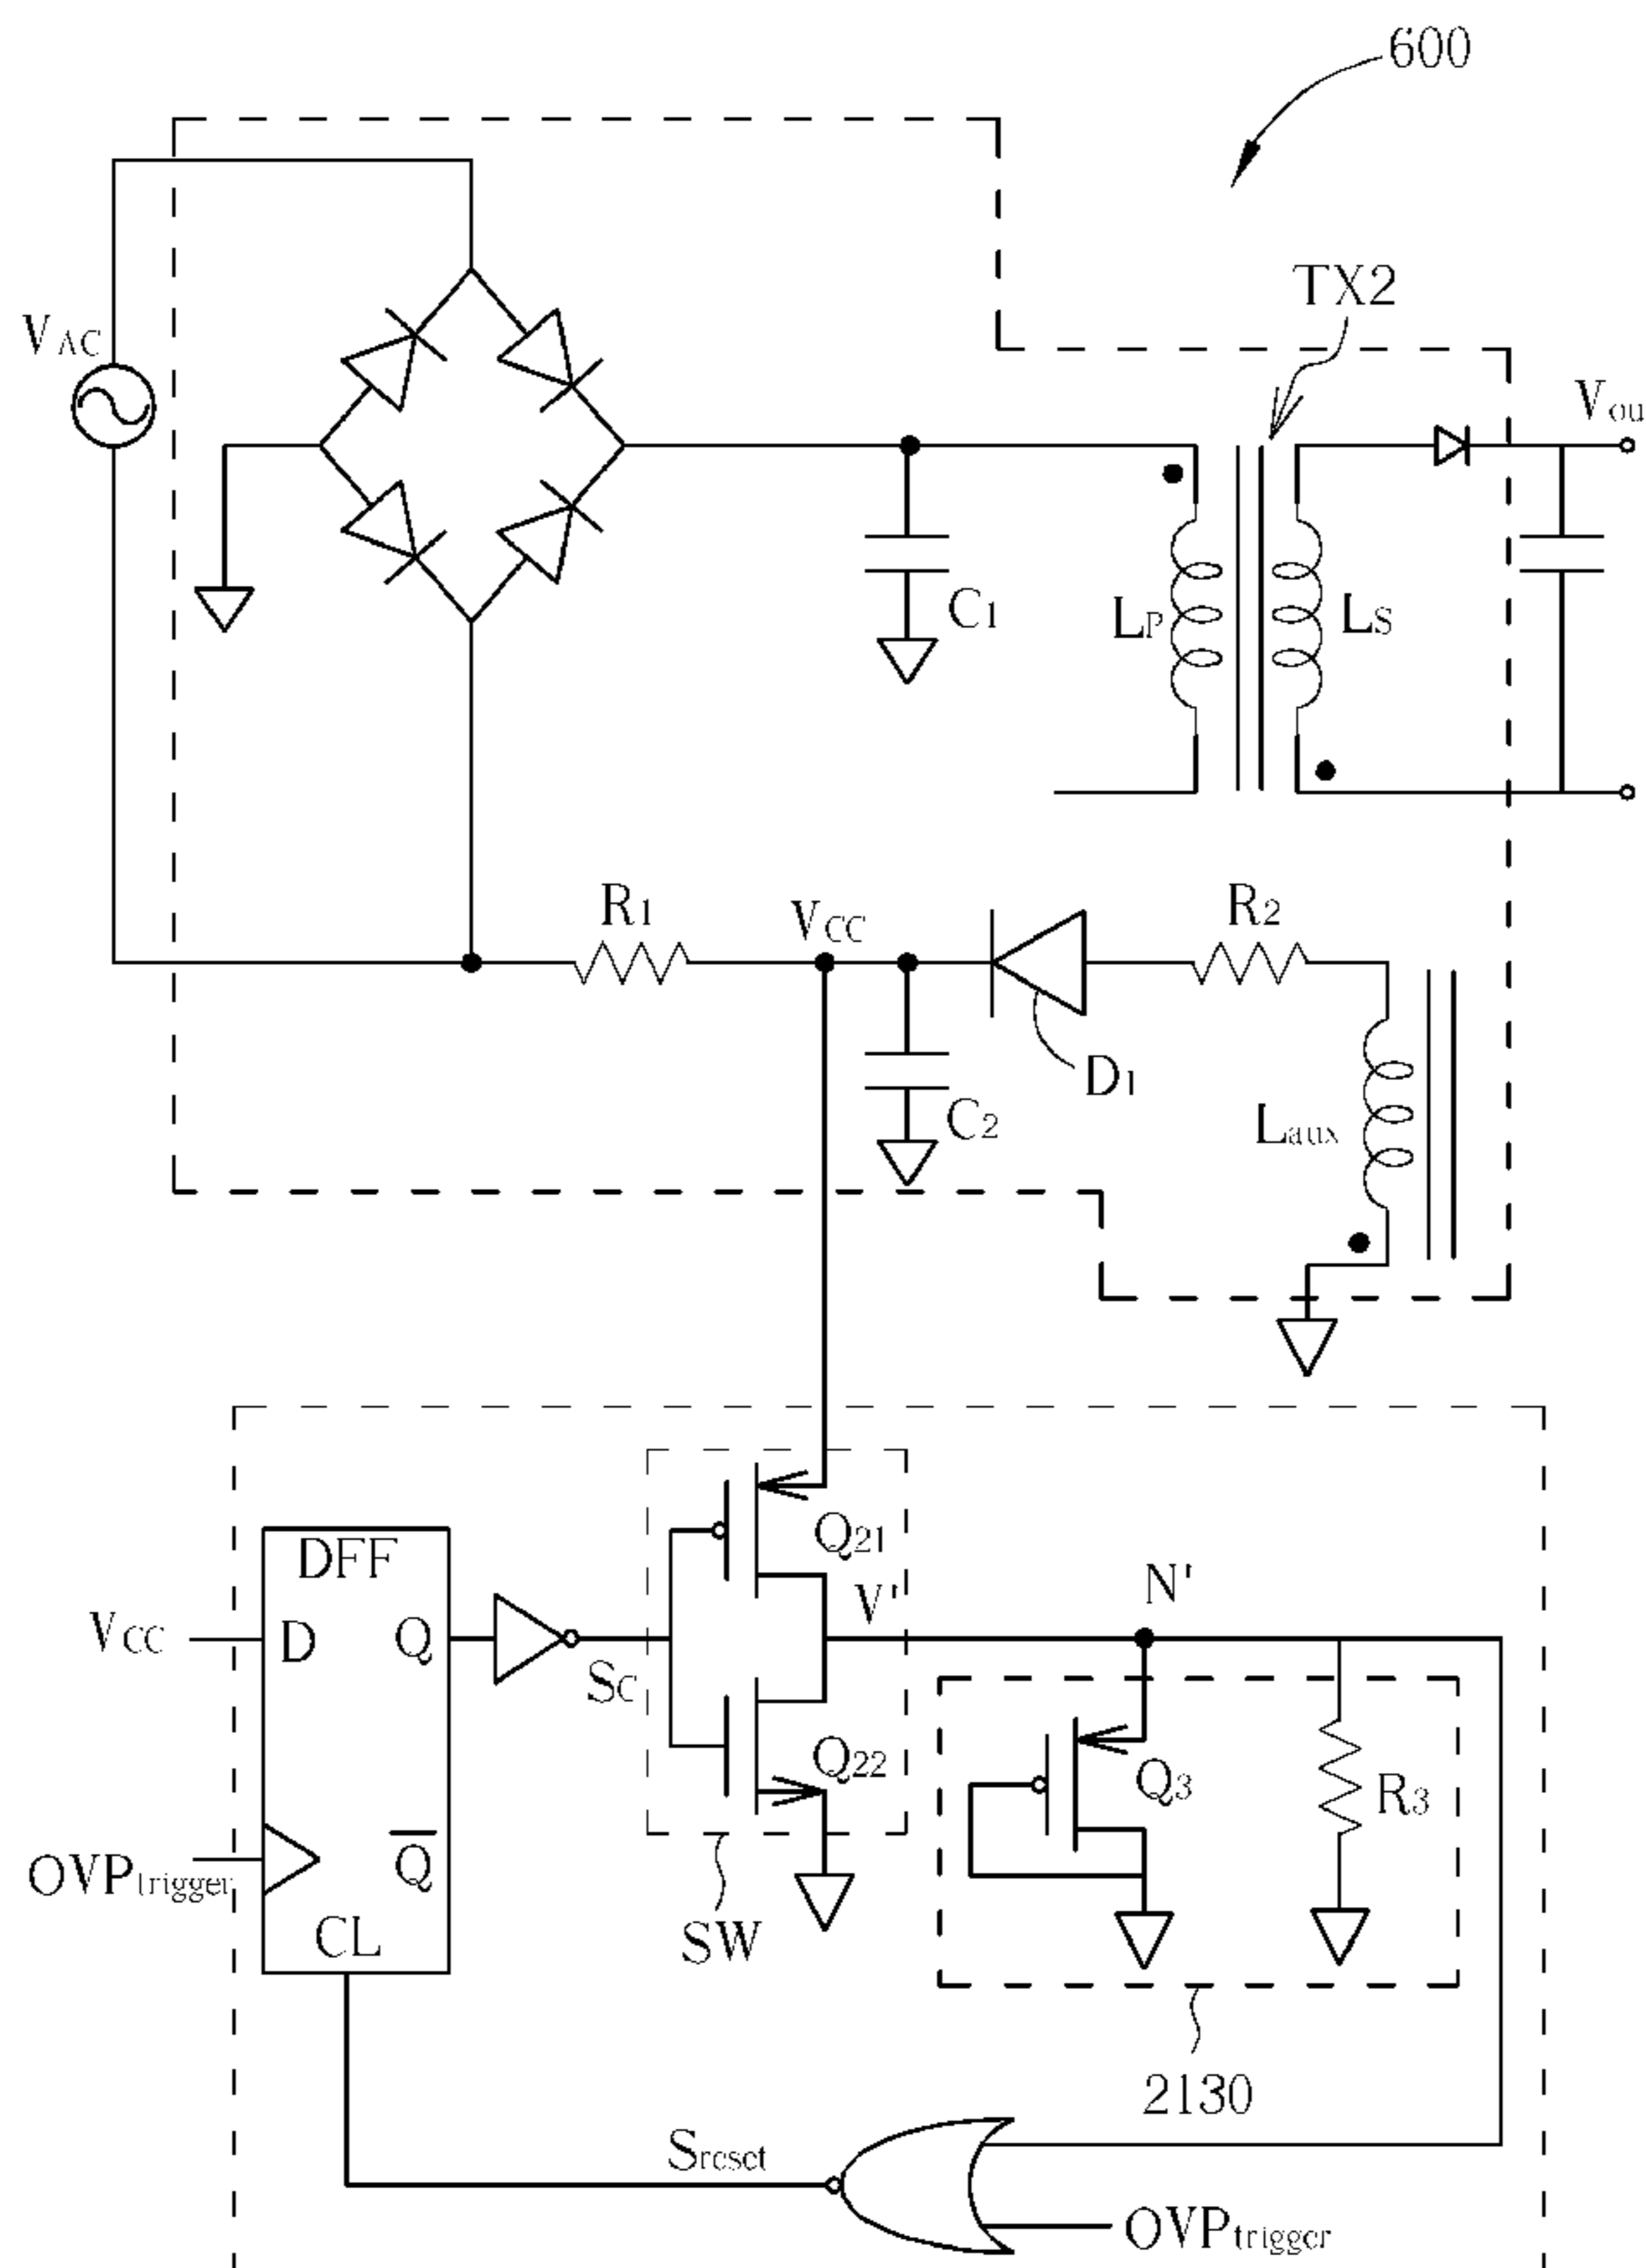 600
TX2
VAC
Vou
C1
LP
LS
R1
VCC
R2
D1
C2
Laux
DFF
Q21
V'
N'
VCC
D
Q
SC
Q22
Q3
R3
OVPtrigger
Q
CL
SW
2130
Sreset
OVPtrigger